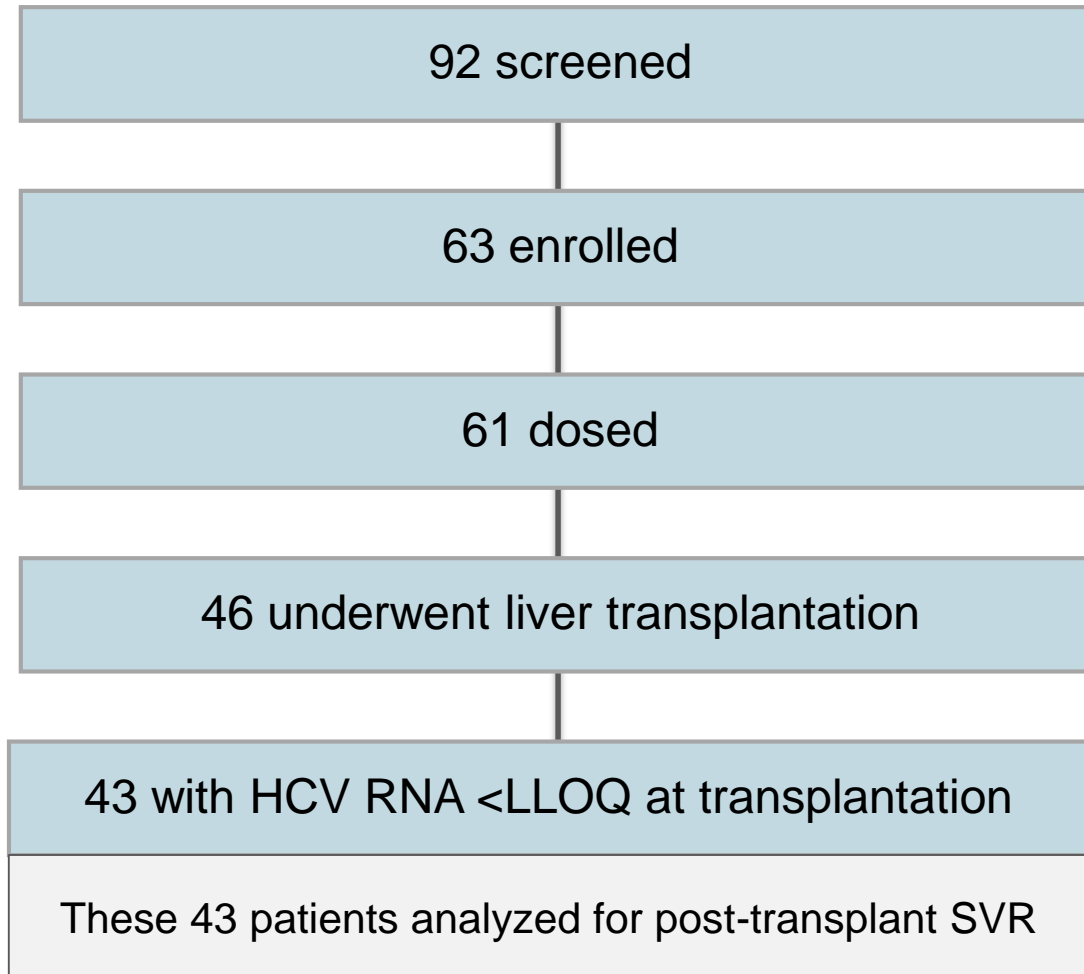 92 screened
63 enrolled
61 dosed
46 underwent liver transplantation
43 with HCV RNA <LLOQ at transplantation
These 43 patients analyzed for post-transplant SVR